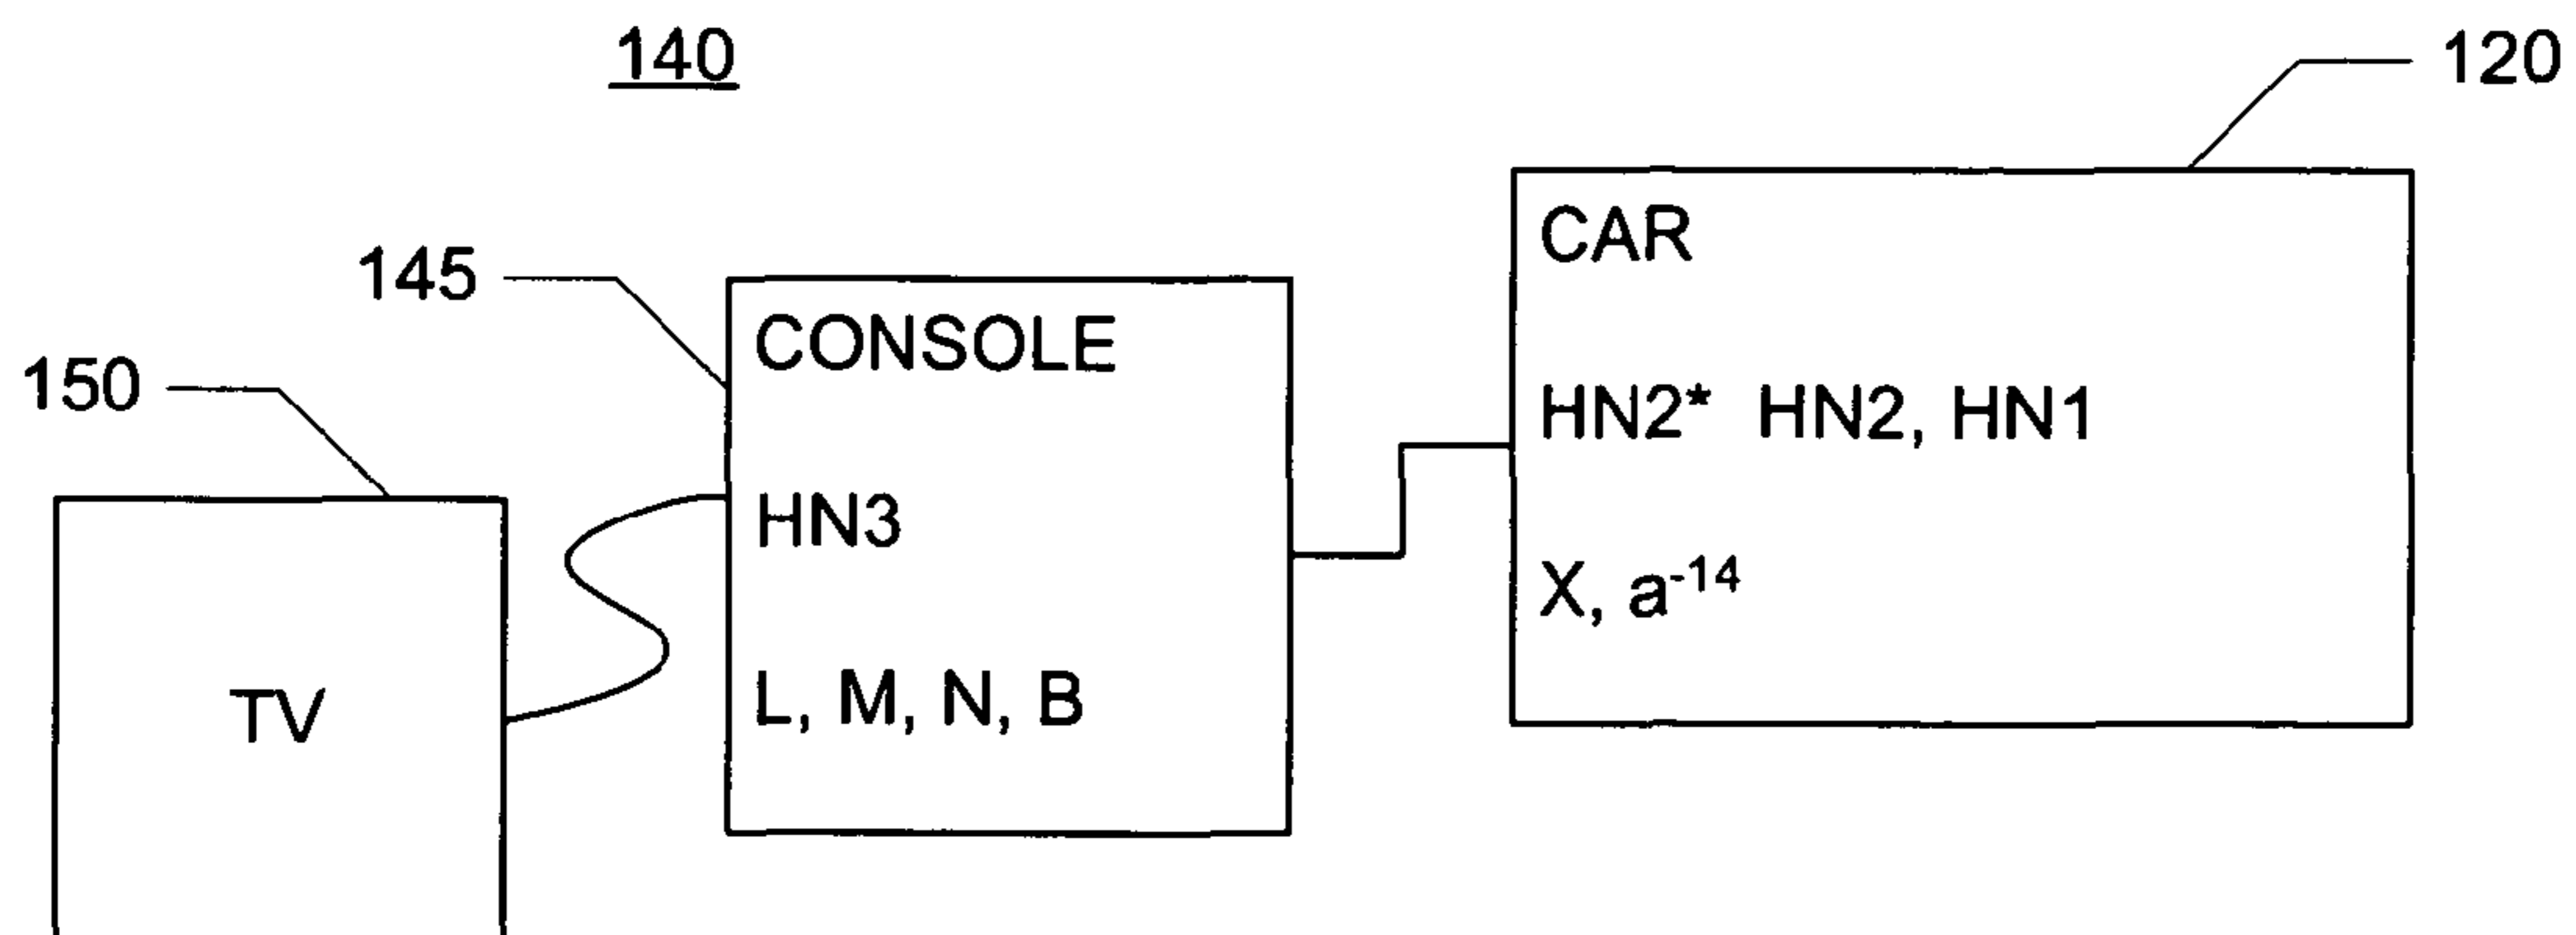 140
120
CAR
145
CONSOLE
150
HN2* HN2, HN1
HN3
X, a⁻¹⁴
TV
L, M, N, B